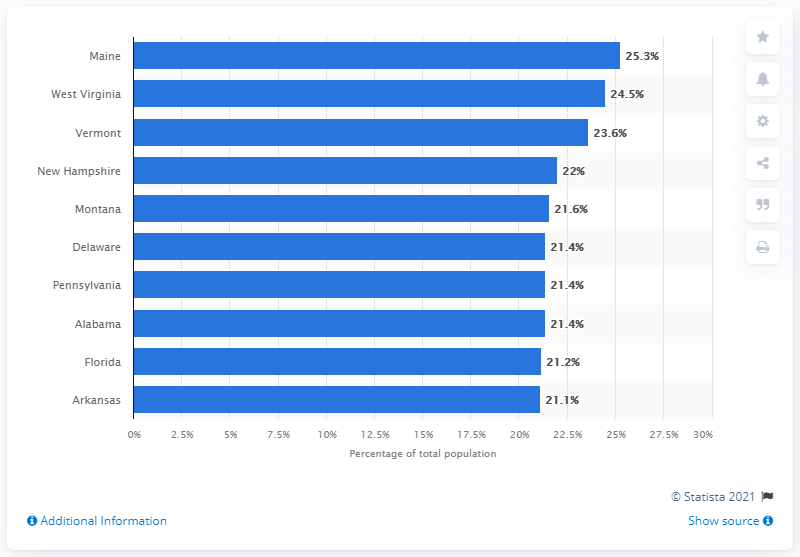 Maine 25.3%
West Virginia 24.5%
Vermont 23.6%
New Hampshire 22%
Montana 21.6%
Delaware 21.4%
Pennsylvania 21.4%
Alabama 21.4%
Florida 21.2%
Arkansas 21.1%
0% 2.5% 5% 7.5% 10% 12.5% 15% 17.5% 20% 22.5% 25% 27.5% 30%
Percentage of total population
© Statista 2021
Additional Information
Show source